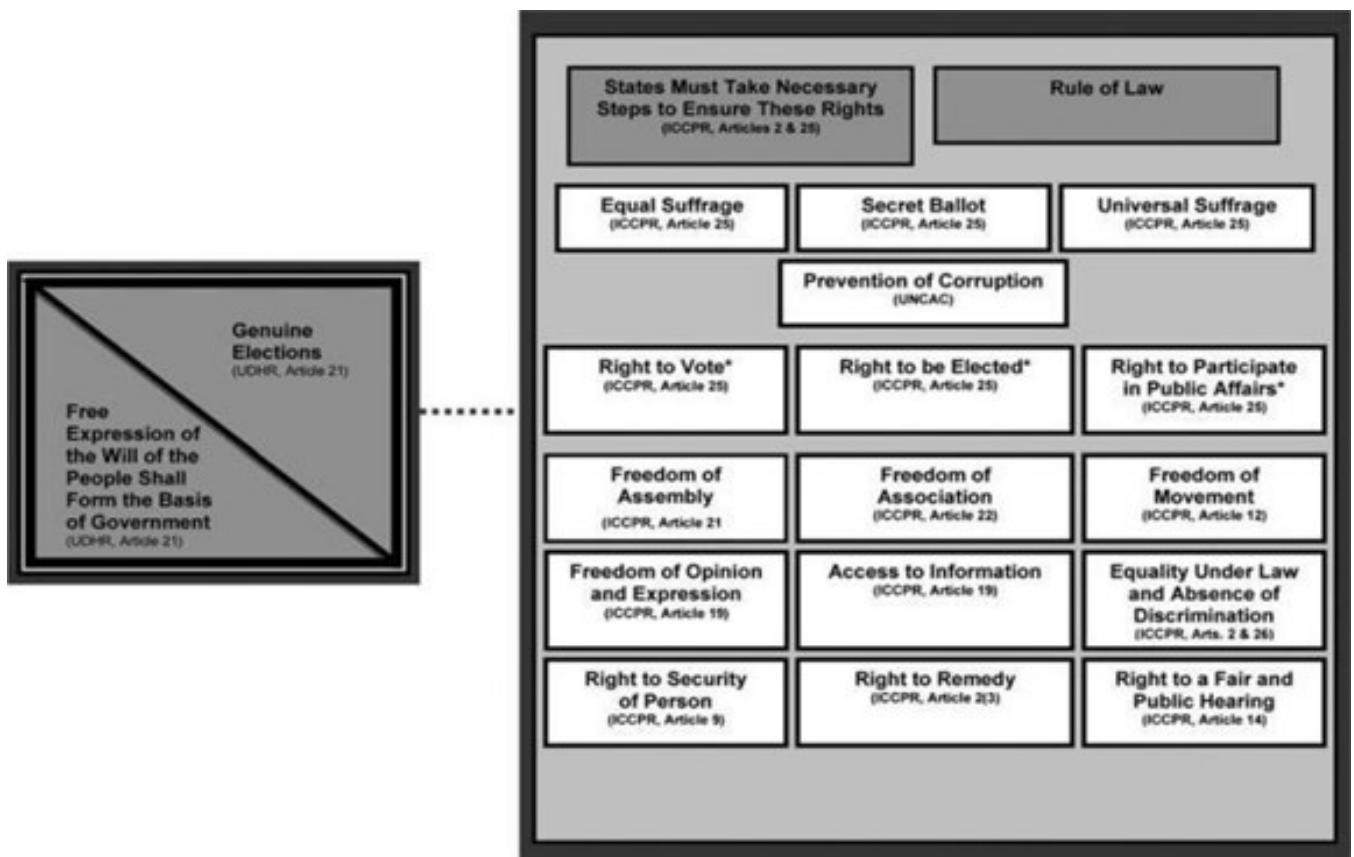 States Must Take Necessary
Steps to Ensure These Rights
(ICCPR, Articles 2 & 25)
Rule of Law
Equal Suffrage
(ICCPR, Article 25)
Secret Ballot
(ICCPR, Article 25)
Universal Suffrage
(ICCPR, Article 25)
Prevention of Corruption
(UNCAC)
Genuine
Elections
(UDHR, Article 21)
Free
Expression of
the Will of the
People Shall
Form the Basis
of Government
(UDHR, Article 21)
Right to Vote*
(ICCPR, Article 25)
Right to be Elected*
(ICCPR, Article 25)
Right to Participate
in Public Affairs*
(ICCPR, Article 25)
Freedom of
Assembly
(ICCPR, Article 21
Freedom of
Association
(ICCPR, Article 22)
Freedom of
Movement
(ICCPR, Article 12)
Freedom of Opinion
and Expression
(ICCPR, Article 19)
Access to Information
(ICCPR, Article 19)
Equality Under Law
and Absence of
Discrimination
(ICCPR, Arts. 2 & 26)
Right to Security
of Person
(ICCPR, Article 9)
Right to Remedy
(ICCPR, Article 2(3)
Right to a Fair and
Public Hearing
(ICCPR, Article 14)